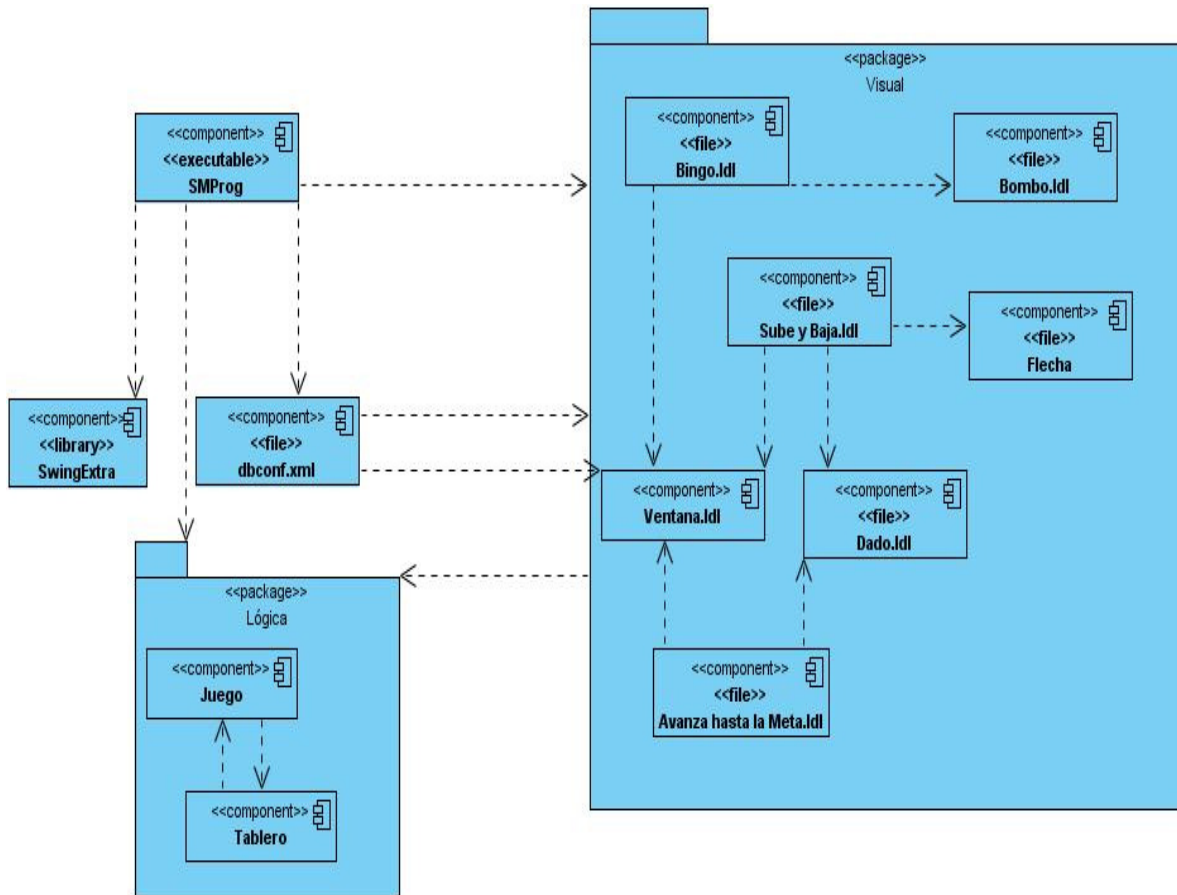 <<package>>
Visual
<<component>>
<<file>>
Bingo.ldl
<<component>>
<<file>>
Bombo.ldl
<<component>>
<<executable>>
SMProg
<<component>>
<<file>>
Sube y Baja.ldl
<<component>>
<<file>>
Flecha
<<component>>
<<library>>
SwingExtra
<<component>>
<<file>>
dbconf.xml
<<component>>
Ventana.ldl
<<component>>
<<file>>
Dado.ldl
<<package>>
Lógica
<<component>>
Juego
<<component>>
<<file>>
Avanza hasta la Meta.ldl
<<component>>
Tablero